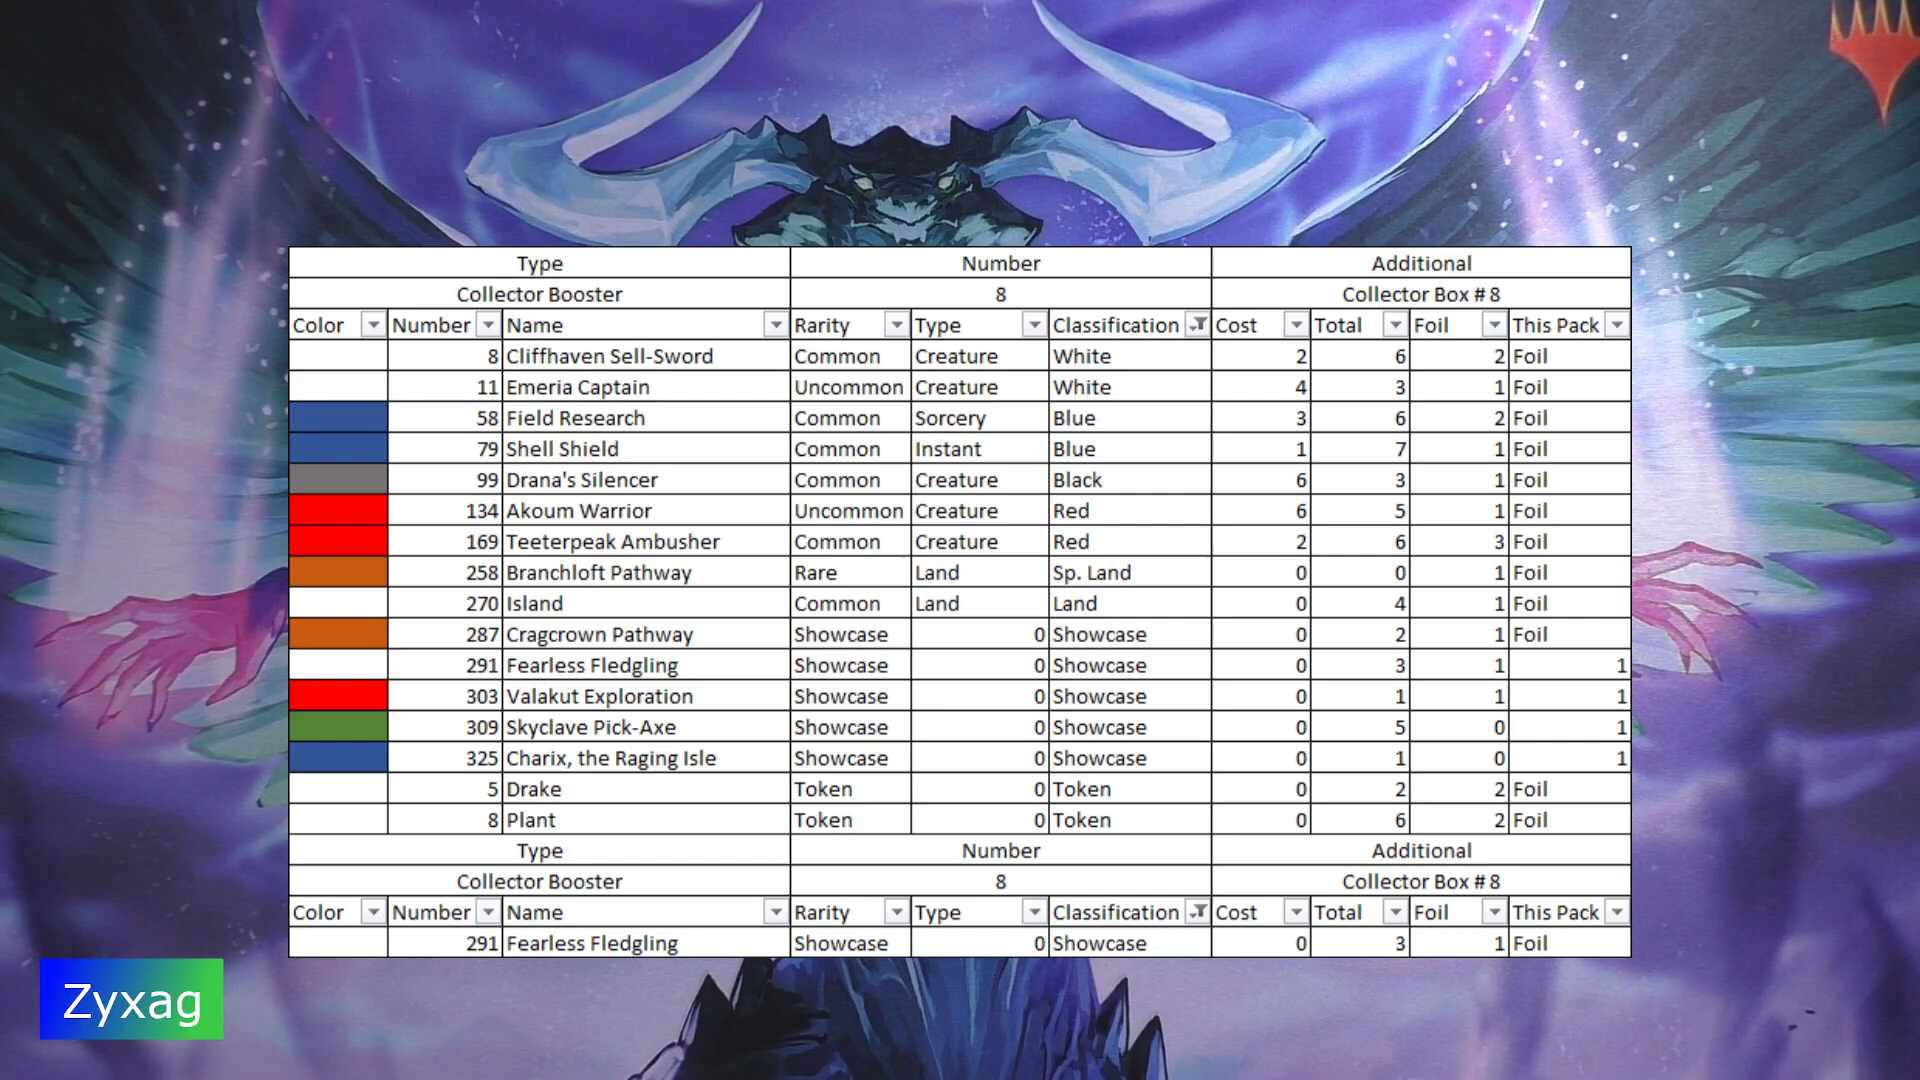 Type Number Additional
Collector Booster 8 Collector Box # 8
Color Number Name Rarity Type Classification Cost Total Foil This Pack
8 Cliffhaven Sell-Sword Common Creature White 2 6 2 Foil
11 Emeria Captain Uncommon Creature White 4 3 1 Foil
58 Field Research Common Sorcery Blue 3 6 2 Foil
79 Shell Shield Common Instant Blue 1 7 1 Foil
99 Drana's Silencer Common Creature Black 6 3 1 Foil
134 Akoum Warrior Uncommon Creature Red 6 5 1 Foil
169 Teeterpeak Ambusher Common Creature Red 2 6 3 Foil
258 Branchloft Pathway Rare Land Sp. Land 0 0 1 Foil
270 Island Common Land Land 0 4 1 Foil
287 Cragcrown Pathway Showcase 0 Showcase 0 2 1 Foil
291 Fearless Fledgling Showcase 0 Showcase 0 3 1 1
303 Valakut Exploration Showcase 0 Showcase 0 1 1 1
309 Skyclave Pick-Axe Showcase 0 Showcase 0 5 0 1
325 Charix, the Raging Isle Showcase 0 Showcase 0 1 0 1
5 Drake Token 0 Token 0 2 2 Foil
8 Plant Token 0 Token 0 6 2 Foil
Type Number Additional
Collector Booster 8 Collector Box # 8
Color Number Name Rarity Type Classification Cost Total Foil This Pack
291 Fearless Fledgling Showcase 0 Showcase 0 3 1 Foil
Zyxag